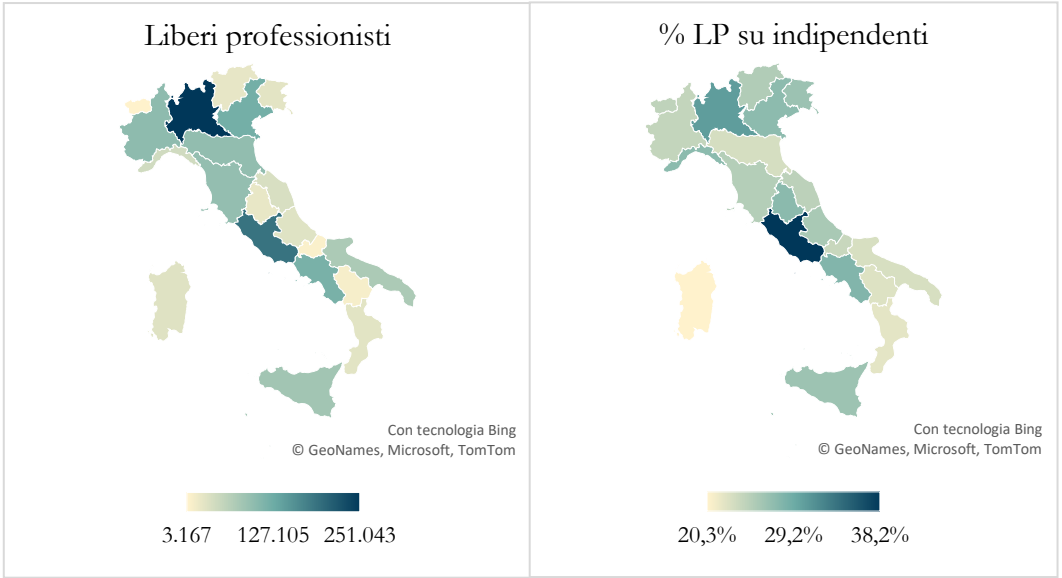 Liberi professionisti
Con tecnologia Bing
© GeoNames, Microsoft, TomTom
3.167 127.105 251.043
% LP su indipendenti
Con tecnologia Bing
© GeoNames, Microsoft, TomTom
20,3% 29,2% 38,2%